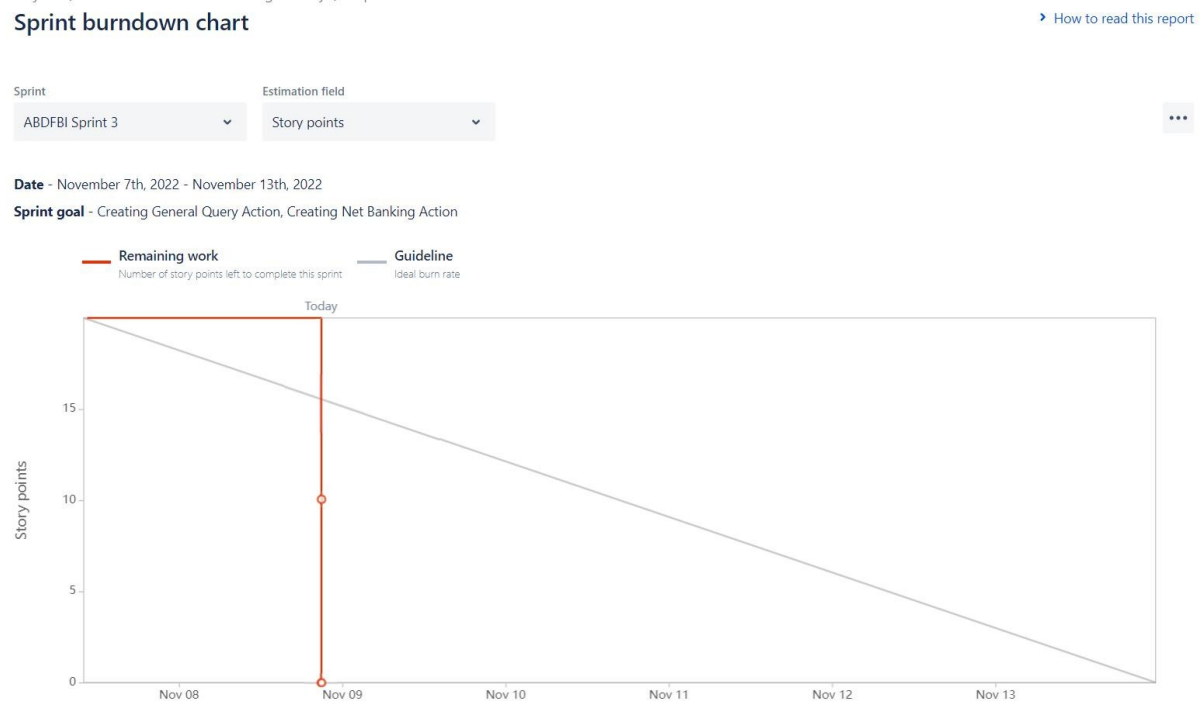 Sprint burndown chart
How to read this report
Sprint
Estimation field
ABDFBI Sprint 3
Story points
Date - November 7th, 2022 - November 13th, 2022
Sprint goal - Creating General Query Action, Creating Net Banking Action
Remaining work
Number of story points left to complete this sprint
Guideline
Ideal burn rate
Today
Story points
15
10
5
0
Nov 08
Nov 09
Nov 10
Nov 11
Nov 12
Nov 13